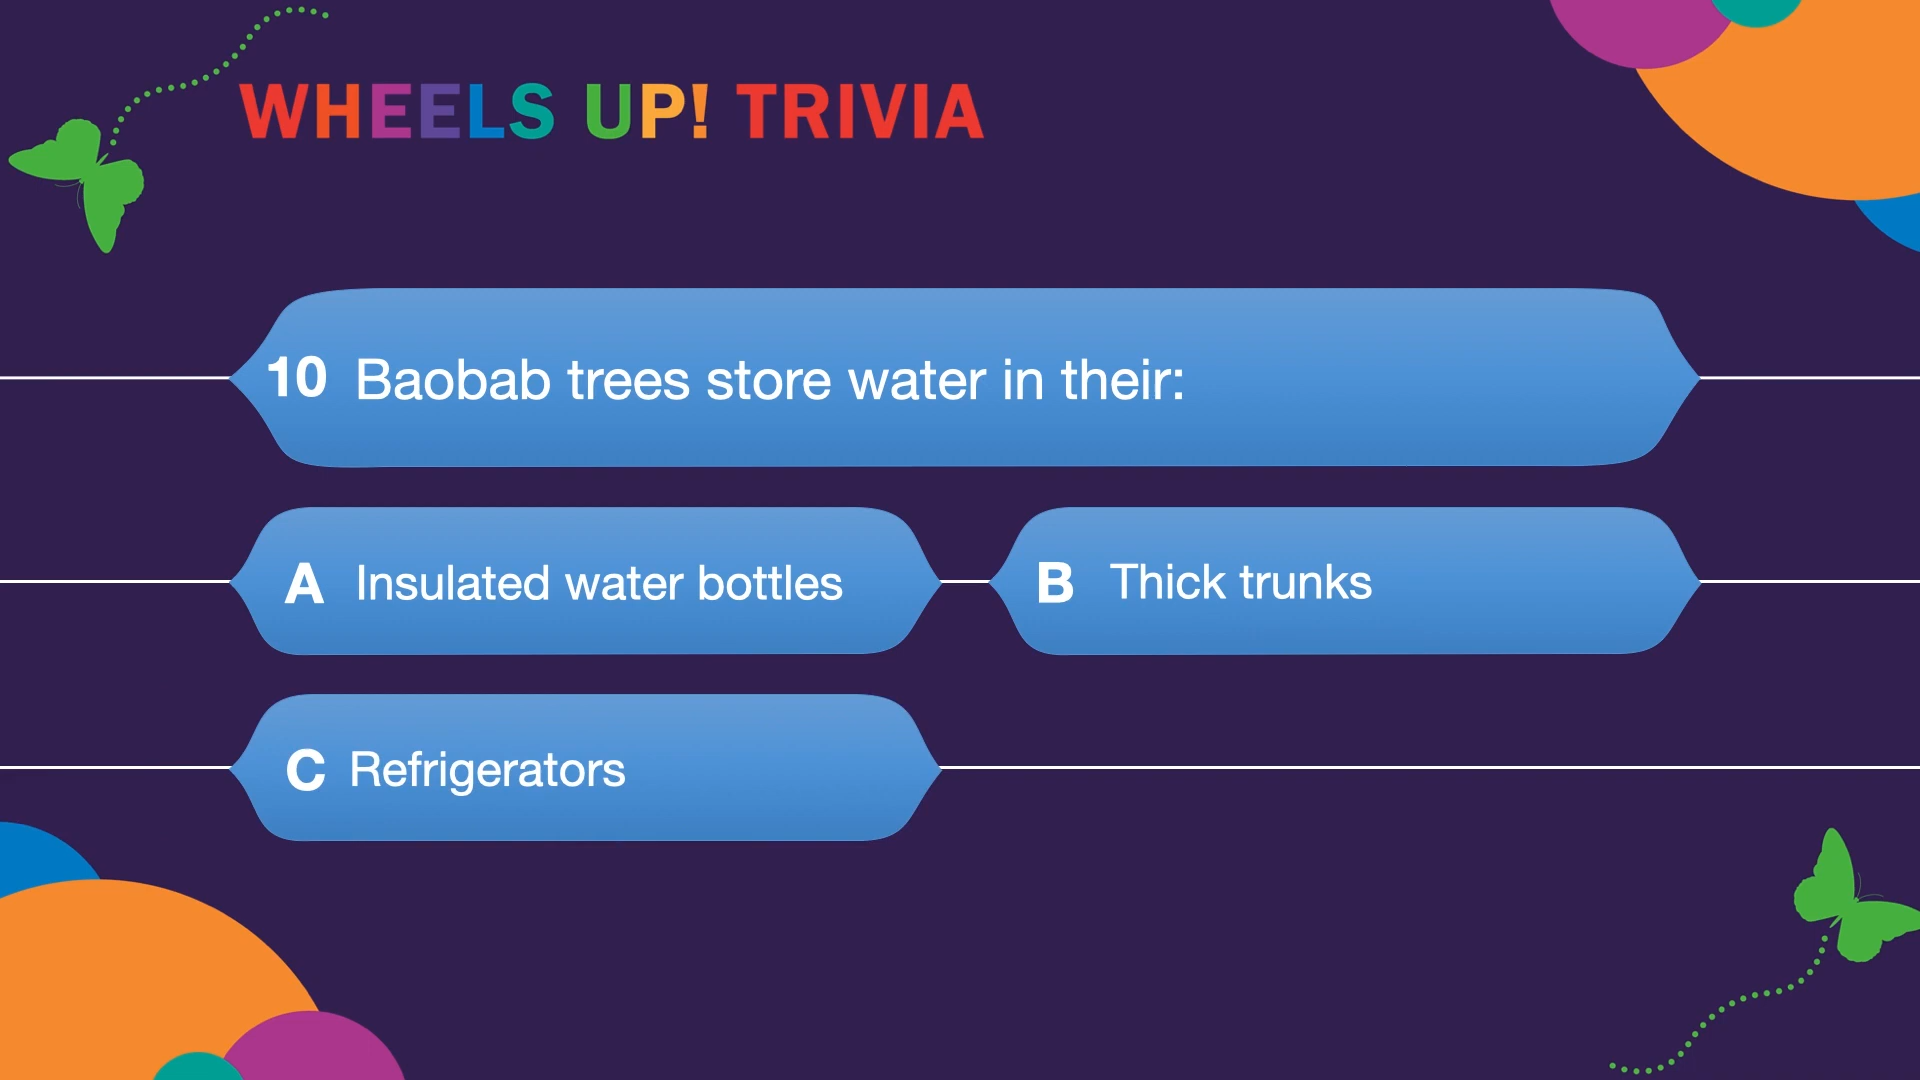 WHEELS UP! TRIVIA
10 Baobab trees store water in their:
A Insulated water bottles
B Thick trunks
C Refrigerators